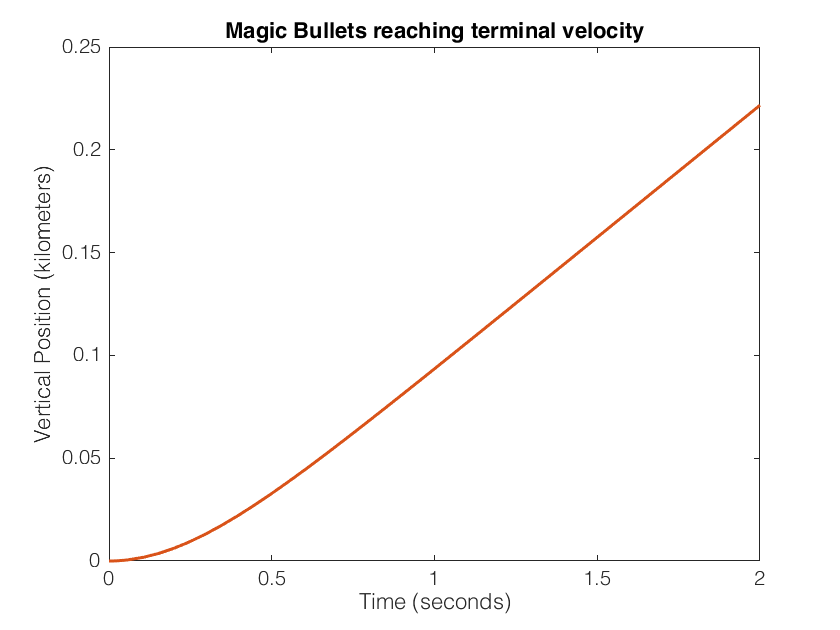 Magic Bullets reaching terminal velocity
0.25
0.2
0.15
0.1
0.05
0
Vertical Position (kilometers)
0 0.5 1 1.5 2
Time (seconds)